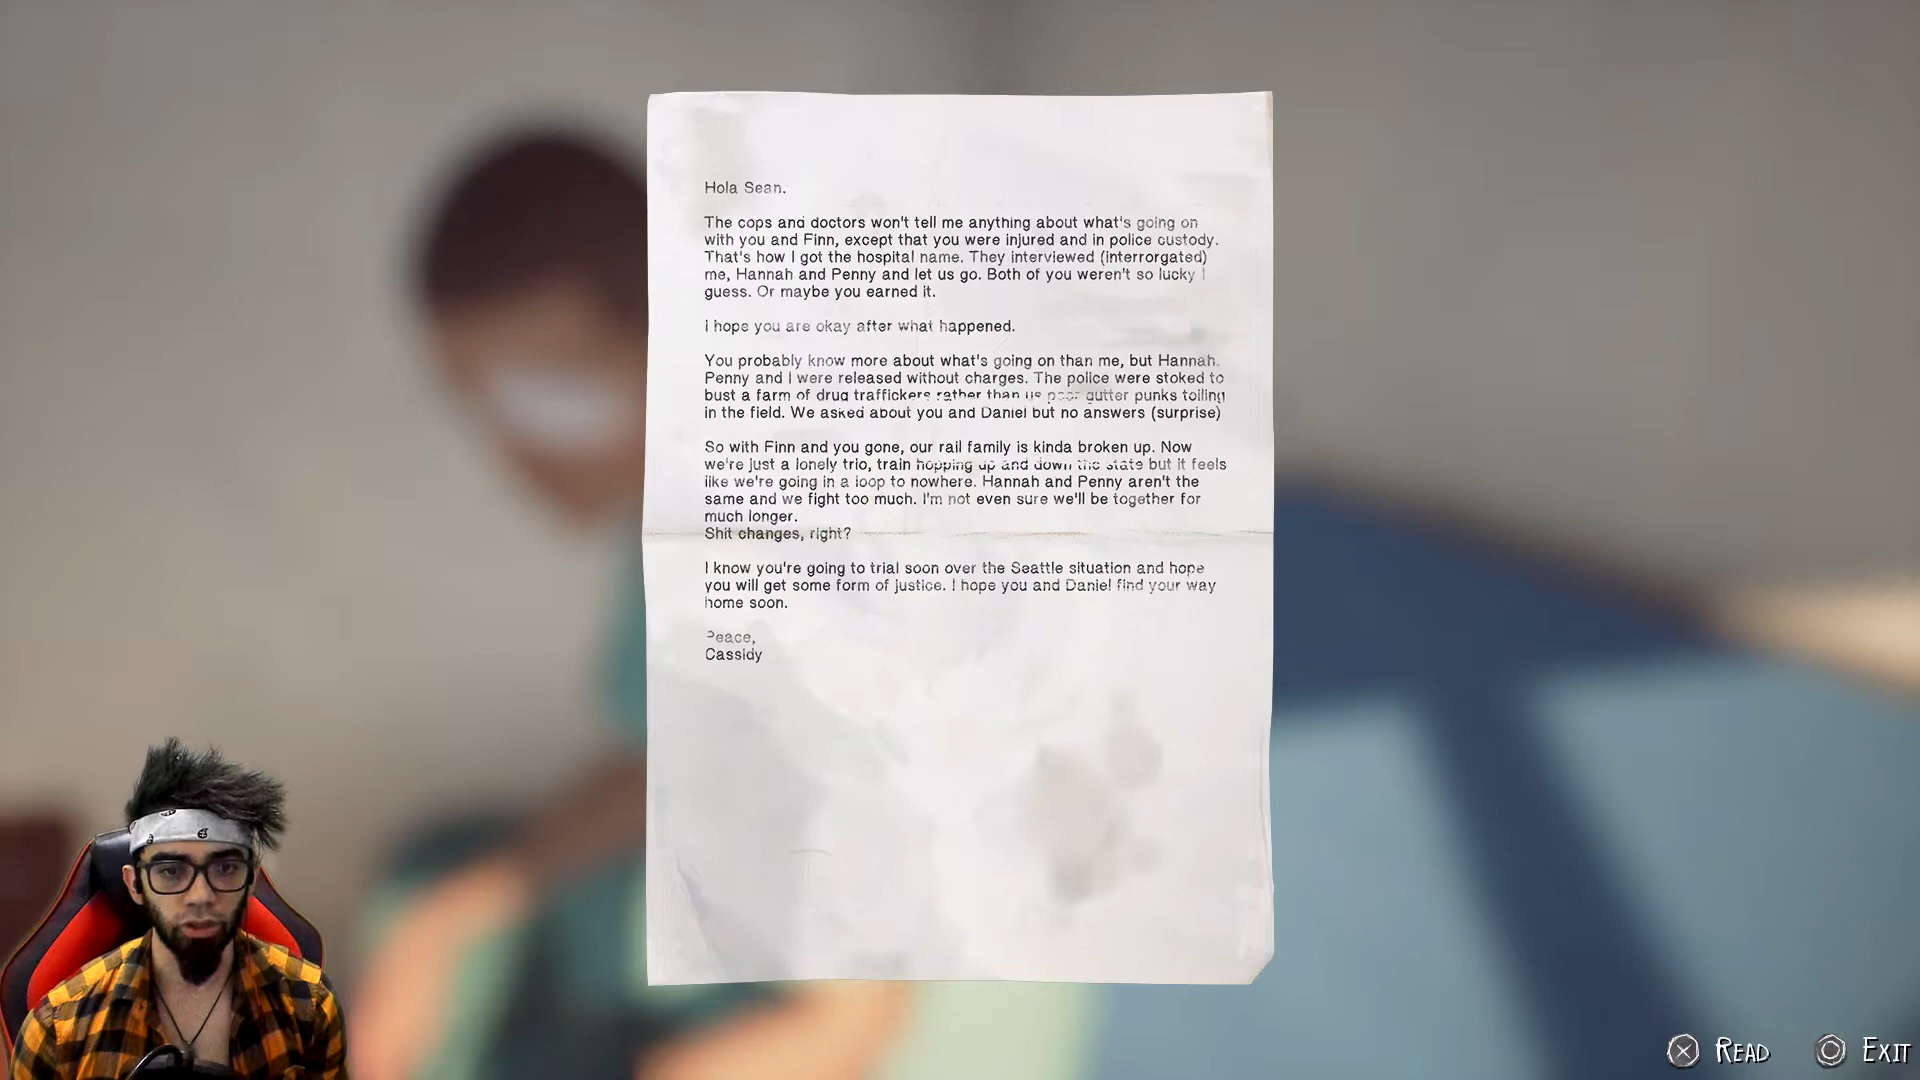 Hola Sean.
The cops and doctors won't tell me anything about what's going on
with you and Finn, except that you were injured and in police custody.
That's how I got the hospital name. They interviewed (interrorgated)
me, Hannah and Penny and let us go. Both of you weren't so lucky I
guess. Or maybe you earned it.
I hope you are okay after what happened.
You probably know more about what's going on than me, but Hannah,
Penny and I were released without charges. The police were stoked to
bust a farm of drug traffickers rather than us poor gutter punks toiling
in the field. We asked about you and Daniel but no answers (surprise)
So with Finn and you gone, our rail family is kinda broken up. Now
we're just a lonely trio, train hopping up and down the state but it feels
like we're going in a loop to nowhere. Hannah and Penny aren't the
same and we fight too much. I'm not even sure we'll be together for
much longer.
Shit changes, right?
I know you're going to trial soon over the Seattle situation and hope
you will get some form of justice. I hope you and Daniel find your way
home soon.
Peace,
Cassidy
READ
EXIT